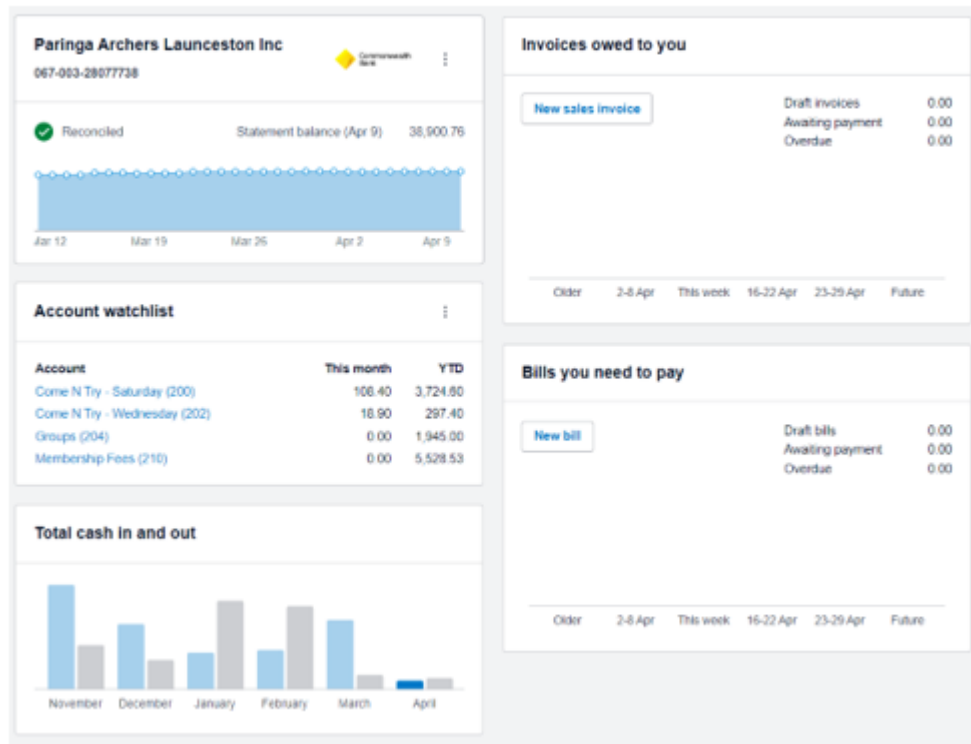 Paringa Archers Launceston Inc
067-003-28077738
Commonwealth
Bank
Reconciled Statement balance (Apr 9) 38,900.76
Mar 12 Mar 19 Mar 26 Apr 2 Apr 9
Account watchlist
Account This month YTD
Come N Try - Saturday (200) 108.40 3,724.60
Come N Try - Wednesday (202) 18.90 297.40
Groups (204) 0.00 1,945.00
Membership Fees (210) 0.00 5,528.53
Total cash in and out
November December January February March April
Invoices owed to you
New sales invoice
Draft invoices 0.00
Awaiting payment 0.00
Overdue 0.00
Older 2-8 Apr This week 16-22 Apr 23-29 Apr Future
Bills you need to pay
New bill
Draft bills 0.00
Awaiting payment 0.00
Overdue 0.00
Older 2-8 Apr This week 16-22 Apr 23-29 Apr Future